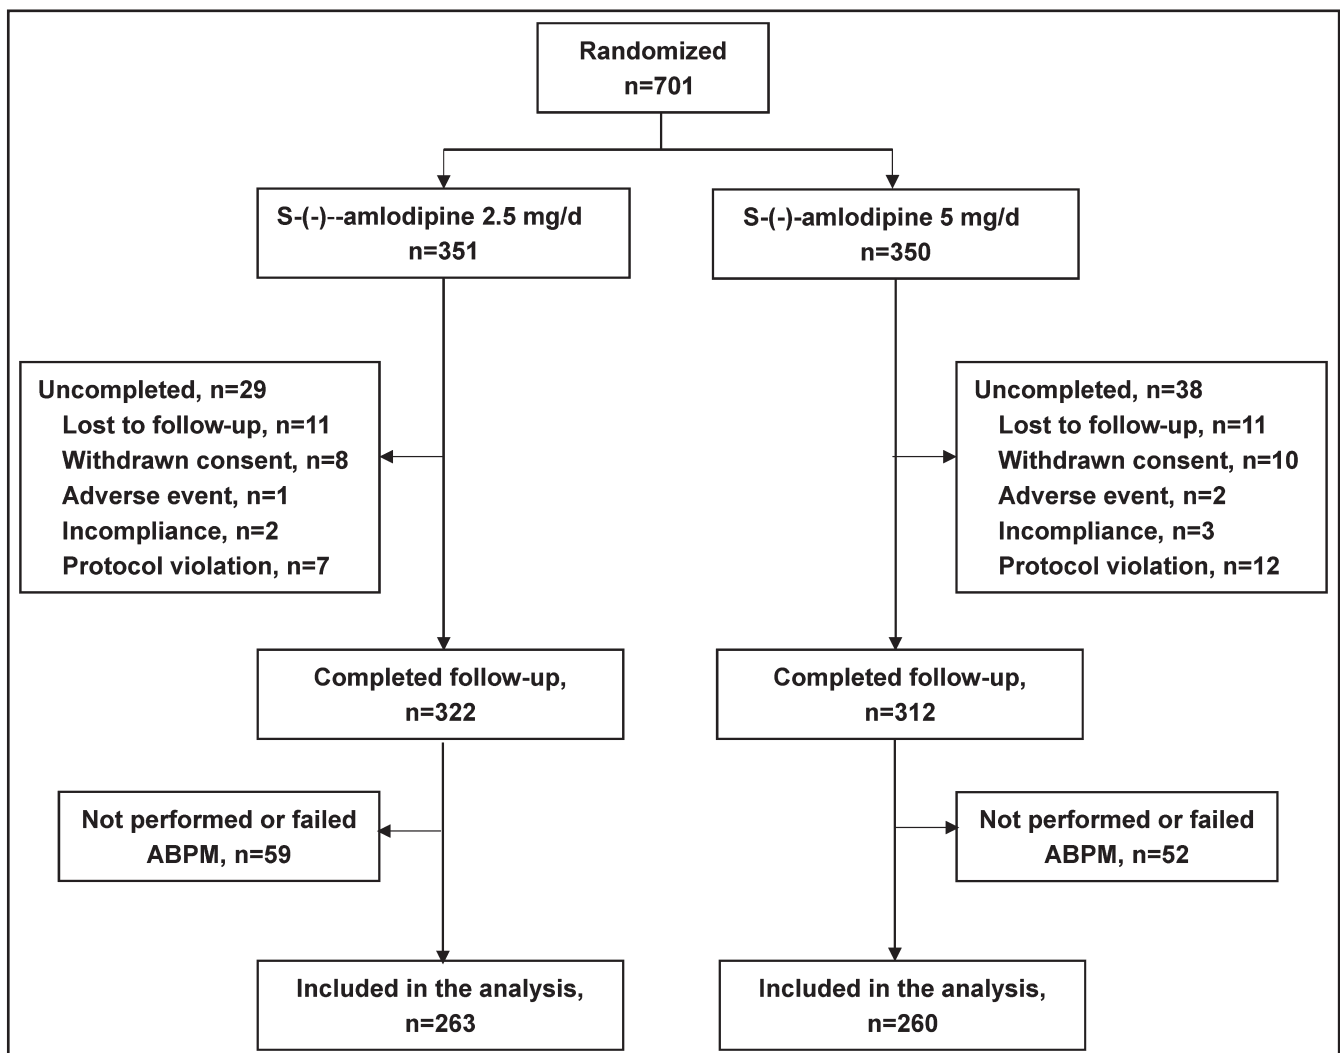 Randomized
n=701
S-(-)--amlodipine 2.5 mg/d
n=351
S-(-)-amlodipine 5 mg/d
n=350
Uncompleted, n=29
Lost to follow-up, n=11
Withdrawn consent, n=8
Adverse event, n=1
Incompliance, n=2
Protocol violation, n=7
Uncompleted, n=38
Lost to follow-up, n=11
Withdrawn consent, n=10
Adverse event, n=2
Incompliance, n=3
Protocol violation, n=12
Completed follow-up,
n=322
Completed follow-up,
n=312
Not performed or failed
ABPM, n=59
Not performed or failed
ABPM, n=52
Included in the analysis,
n=263
Included in the analysis,
n=260